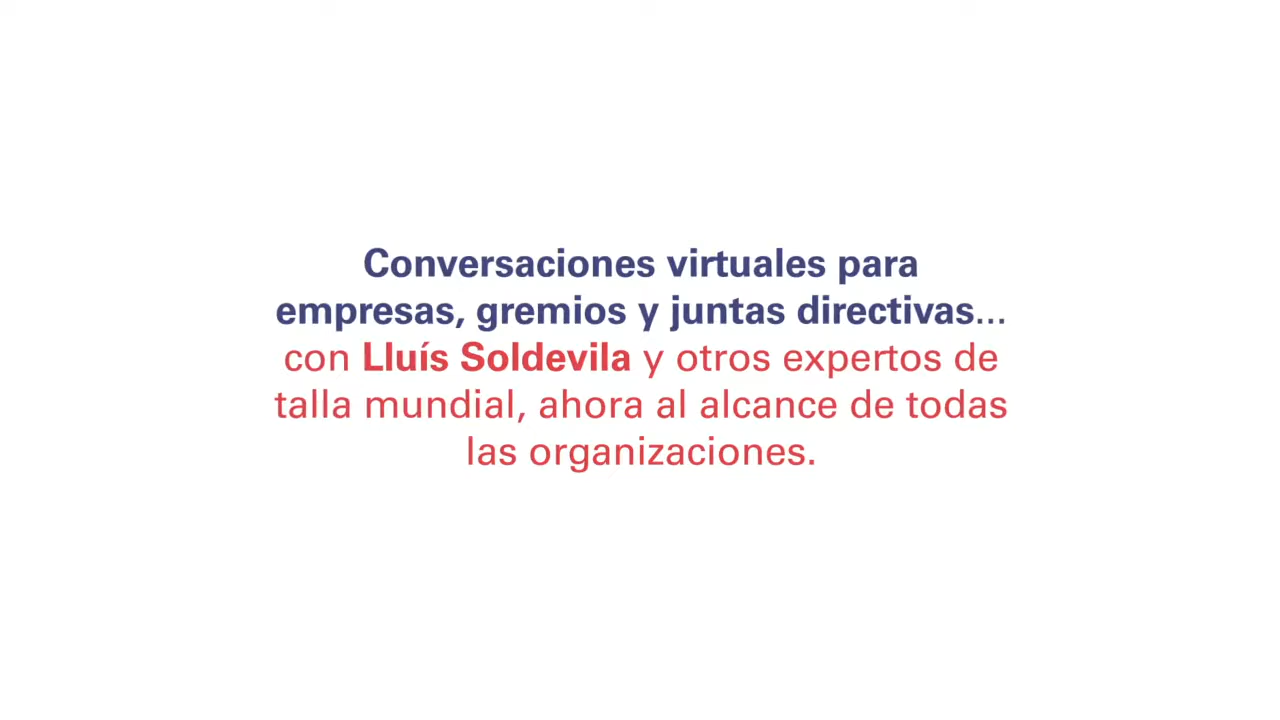 Conversaciones virtuales para
empresas, gremios y juntas directivas...
con Lluís Soldevila y otros expertos de
talla mundial, ahora al alcance de todas
las organizaciones.